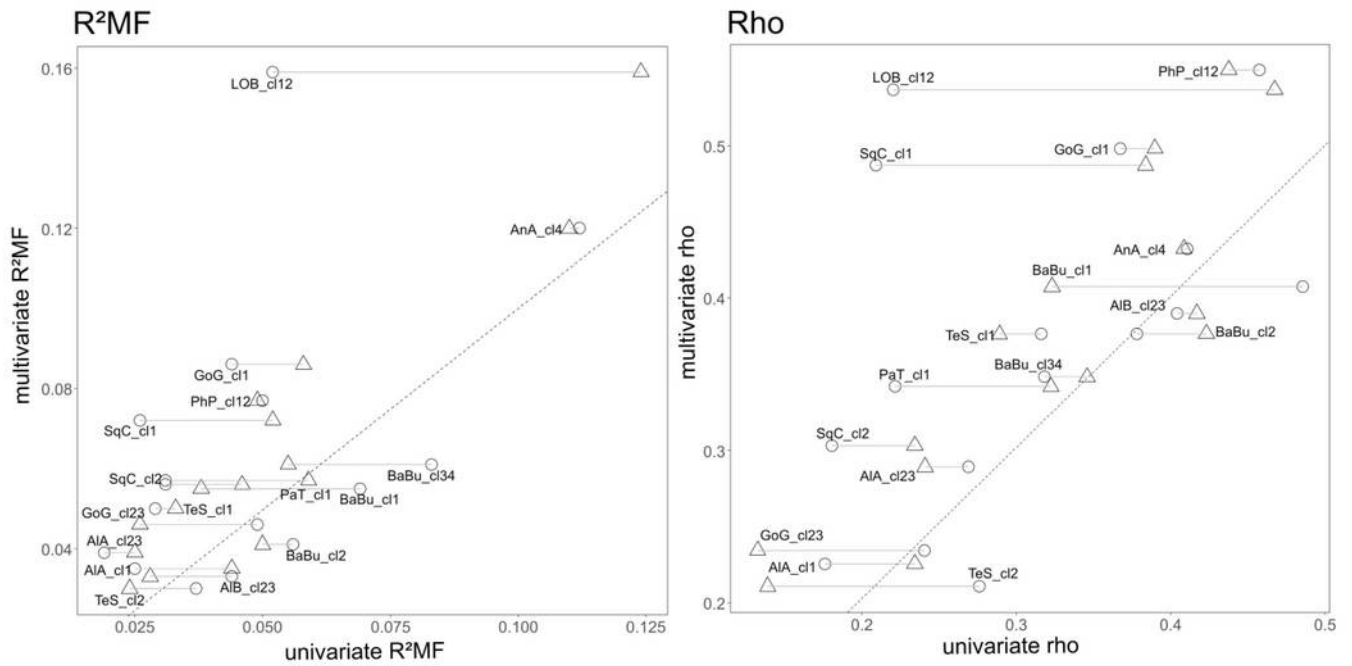 R²MF
0.16
LOB_cl12
0.12
AnA_cl4
multivariate R²MF
GoG_cl1
0.08
PhP_cl12
SqC_cl1
SqC_cl2
BaBu_cl34
PaT_cl1
BaBu_cl1
GoG_cl23
TeS_cl1
AlA_cl23
0.04
BaBu_cl2
AlA_cl1
AlB_cl23
TeS_cl2
0.025
0.050
0.075
0.100
0.125
univariate R²MF
Rho
PhP_cl12
LOB_cl12
0.5
GoG_cl1
SqC_cl1
multivariate rho
AnA_cl4
BaBu_cl1
0.4
AlB_cl23
TeS_cl1
BaBu_cl2
BaBu_cl34
PaT_cl1
SqC_cl2
0.3
AlA_cl23
GoG_cl23
AlA_cl1
TeS_cl2
0.2
0.2
0.3
0.4
0.5
univariate rho